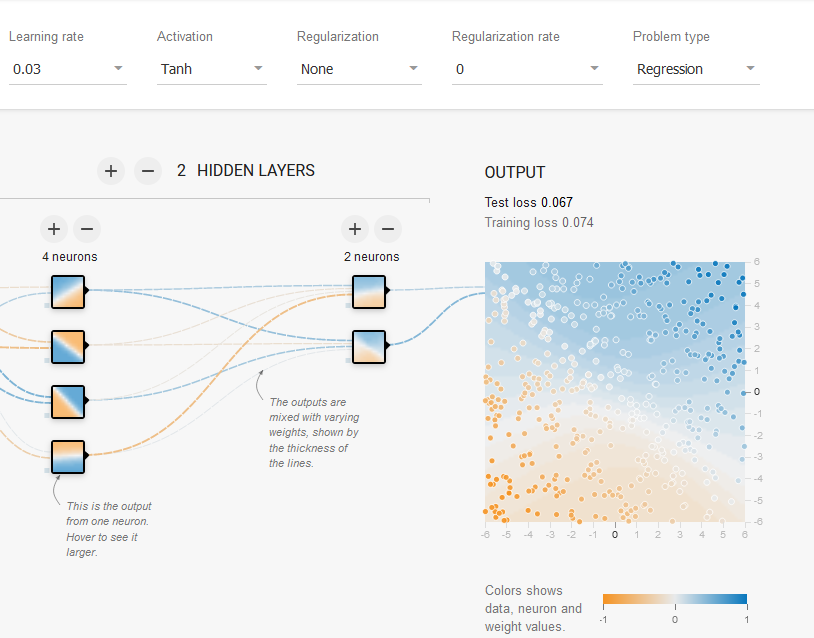 Learning rate Activation Regularization Regularization rate Problem type
0.03 Tanh None 0 Regression
+ − 2 HIDDEN LAYERS
OUTPUT
Test loss 0.067
Training loss 0.074
+ − + −
4 neurons 2 neurons
6
5
4
3
2
1
0
-1
-2
-3
-4
-5
-6
-6 -5 -4 -3 -2 -1 0 1 2 3 4 5 6
The outputs are
mixed with varying
weights, shown by
the thickness of
the lines.
This is the output
from one neuron.
Hover to see it
larger.
Colors shows
data, neuron and
weight values.
-1 0 1